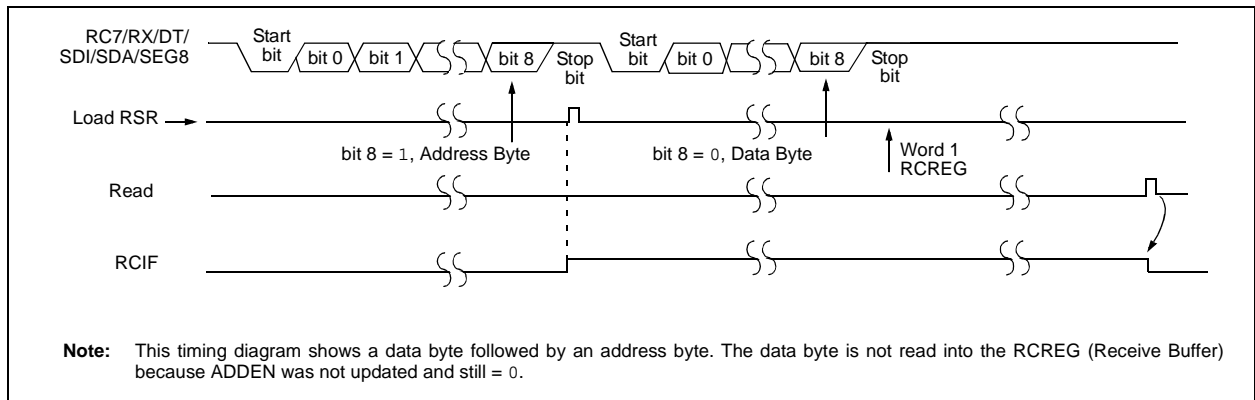 RC7/RX/DT/
SDI/SDA/SEG8
Start
bit
bit 0
bit 1
bit 8
Stop
bit
Start
bit
bit 0
bit 8
Stop
bit
Load RSR
bit 8 = 1, Address Byte
bit 8 = 0, Data Byte
Word 1
RCREG
Read
RCIF
Note: This timing diagram shows a data byte followed by an address byte. The data byte is not read into the RCREG (Receive Buffer)
because ADDEN was not updated and still = 0.